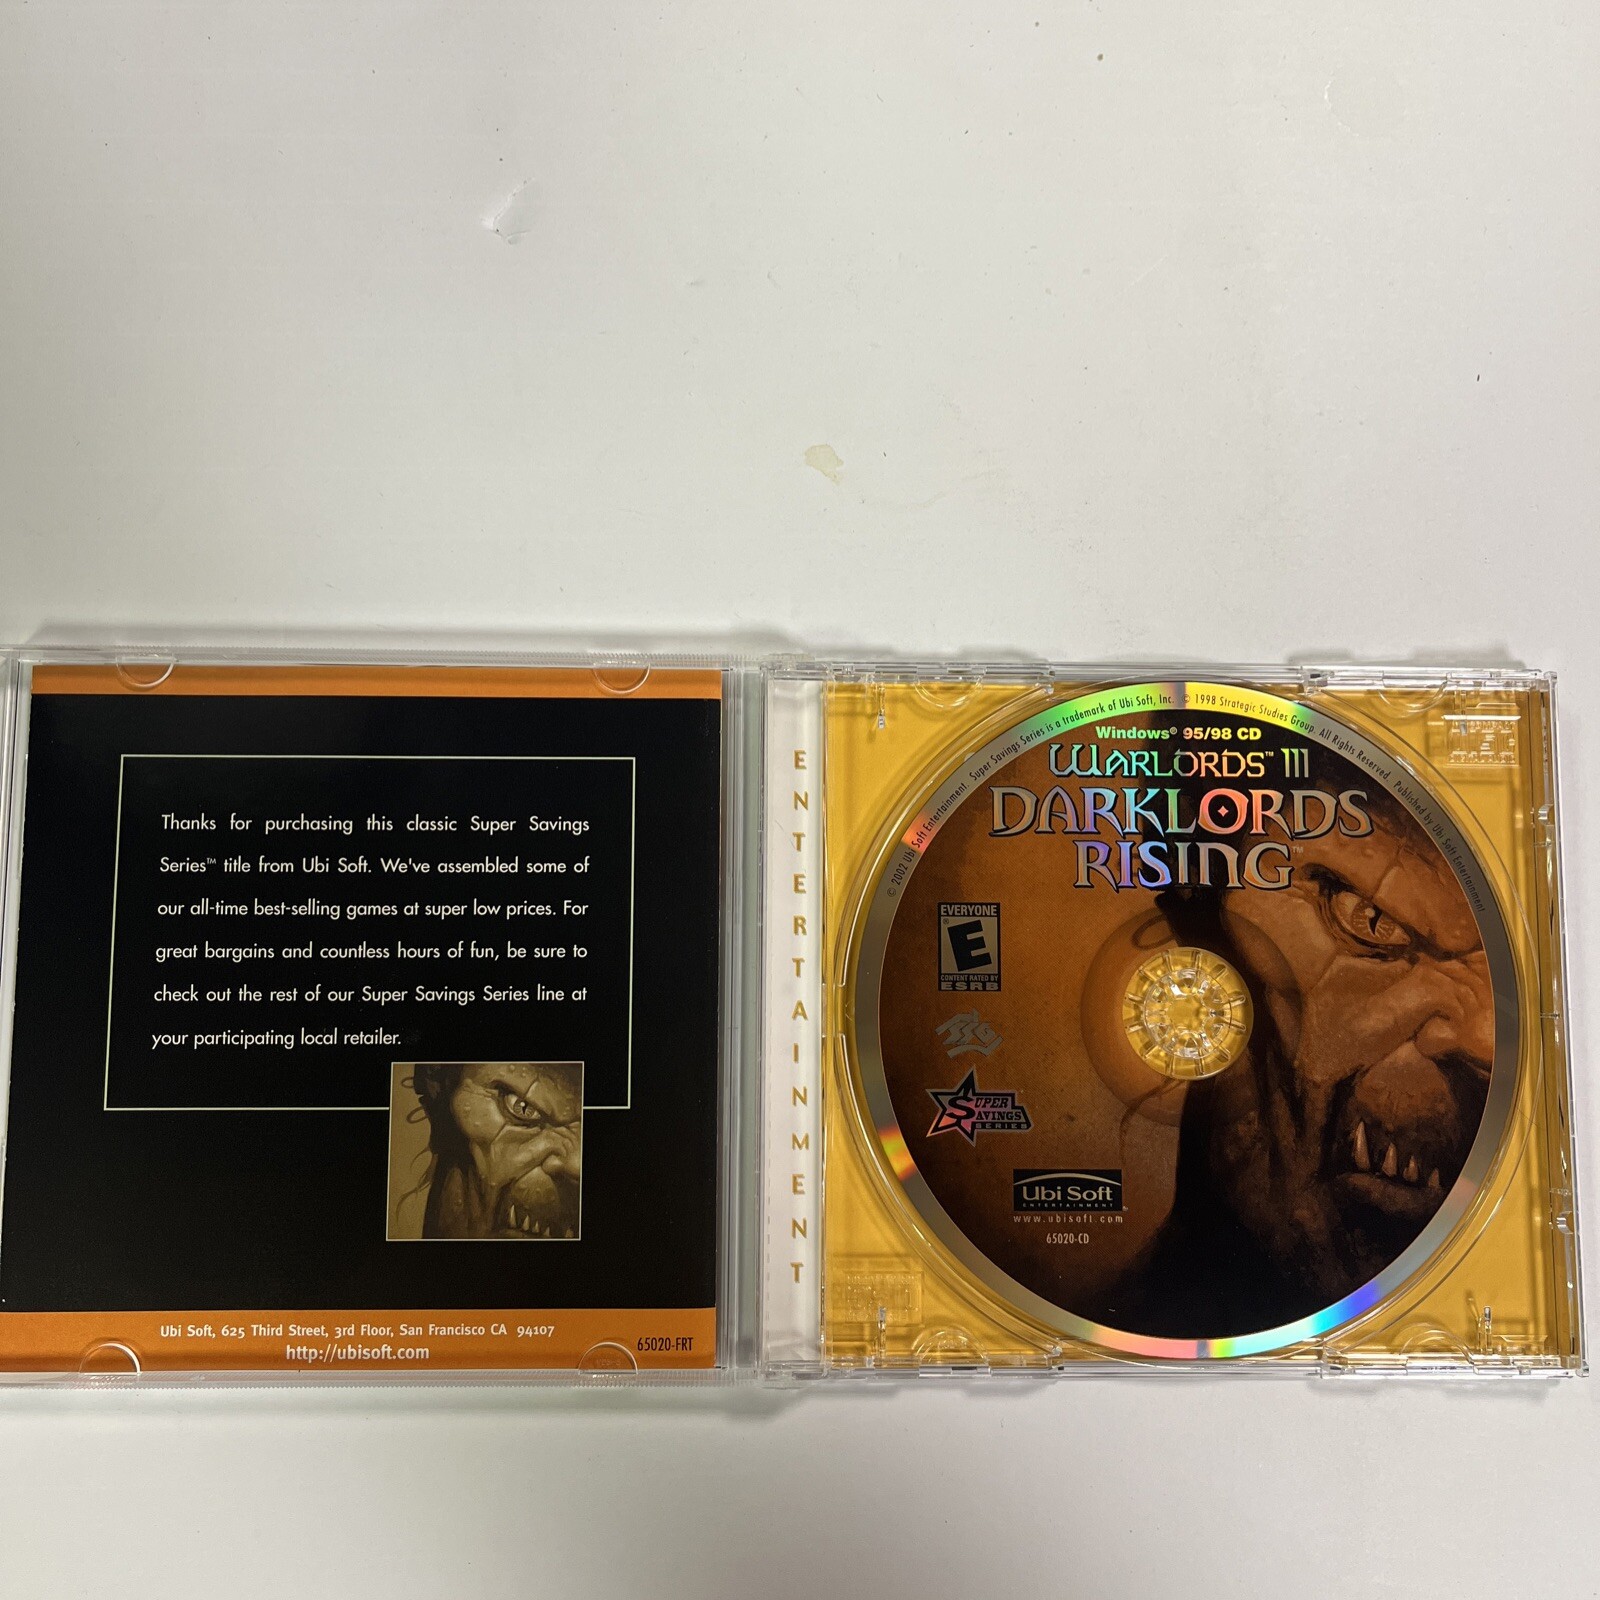 Thanks for purchasing this classic Super Savings
Series™ title from Ubi Soft. We've assembled some of
our all-time best-selling games at super low prices. For
great bargains and countless hours of fun, be sure to
check out the rest of our Super Savings Series line at
your participating local retailer.
Ubi Soft, 625 Third Street, 3rd Floor, San Francisco CA 94107
http://ubisoft.com
65020-FRT
ENTERTAINMENT
© 2002 Ubi Soft Entertainment. Super Savings Series is a trademark of Ubi Soft, Inc. © 1998 Strategic Studies Group. All Rights Reserved. Published by Ubi Soft Entertainment
Windows® 95/98 CD
WARLORDS™ III
DARKLORDS
RISING™
EVERYONE
E
®
CONTENT RATED BY
ESRB
SSG
SUPER
SAVINGS
SERIES
Ubi Soft
ENTERTAINMENT
www.ubisoft.com
65020-CD